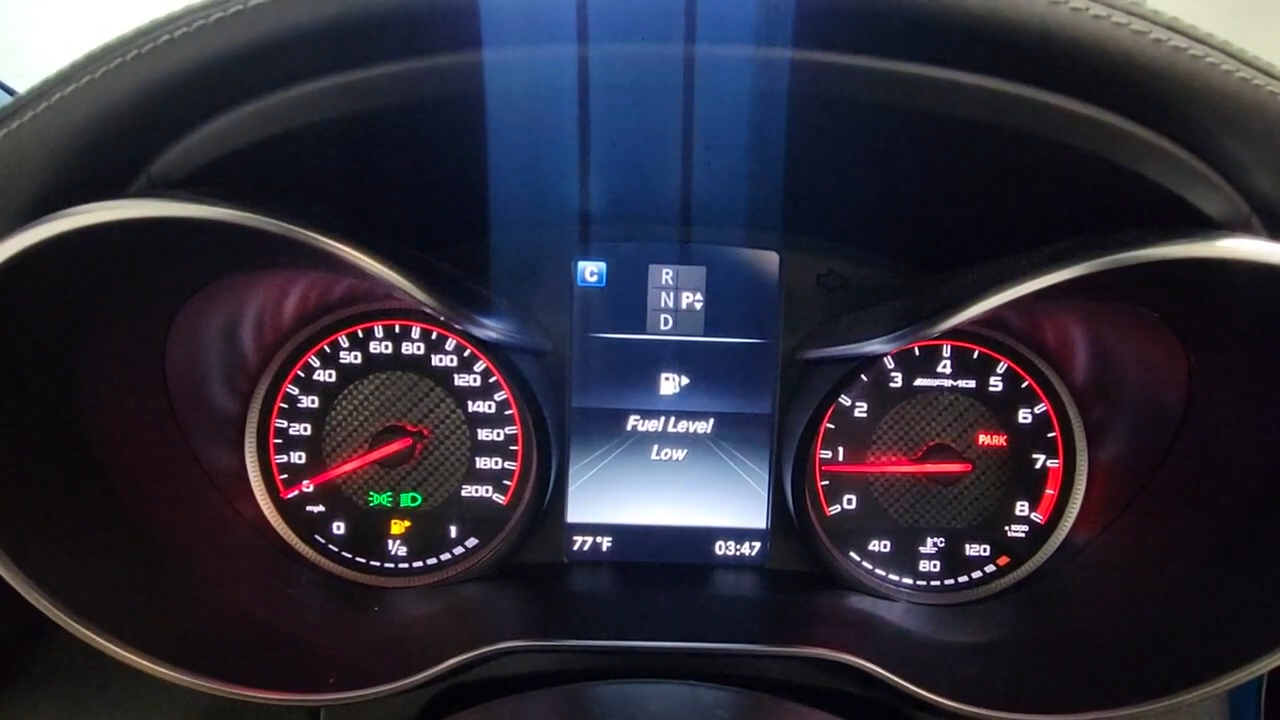 C
R
N P
D
Fuel Level
Low
77°F 03:47
0
10
20
30
40
50
60
80
100
120
140
160
180
200
mph
0 1/2 1
0
1
2
3
4
5
6
7
8
AMG
PARK
x1000
1/min
°C
40 80 120